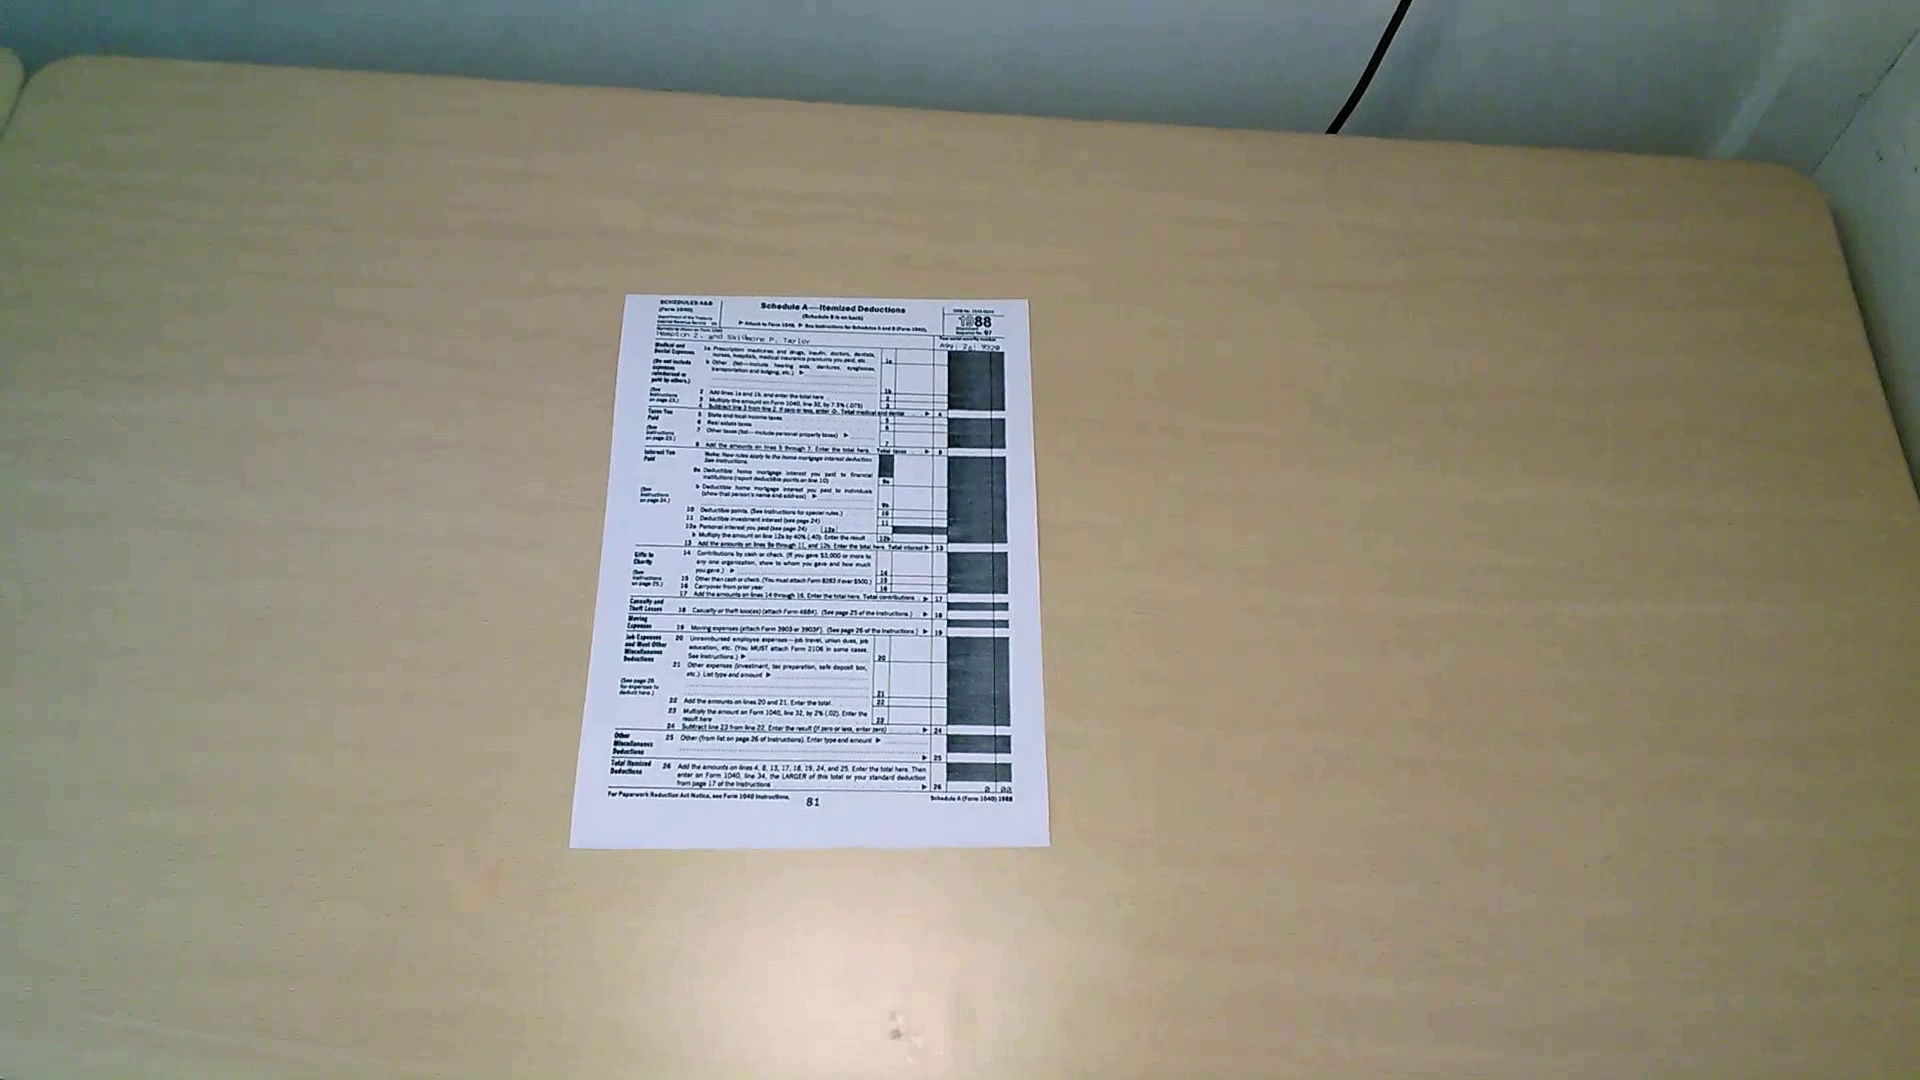 SCHEDULES A&B
(Form 1040)
Department of the Treasury
Internal Revenue Service
Schedule A—Itemized Deductions
(Schedule B is on back)
▶ Attach to Form 1040. ▶ See Instructions for Schedules A and B (Form 1040).
OMB No.
1988
Attachment
Sequence No. 07
Name(s) as shown on Form 1040
Your social security number
and Skillmore P. Taylor
Medical and
Dental Expenses
(Do not include
expenses
reimbursed or
paid by others.)
(See
Instructions
on page 23.)
1a Prescription medicines and drugs, insulin, doctors, dentists,
nurses, hospitals, medical insurance premiums you paid, etc.
1a
b Other. (list—include hearing aids, dentures, eyeglasses,
transportation and lodging, etc.) ▶
1b
2 Add lines 1a and 1b, and enter the total here
2
3 Multiply the amount on Form 1040, line 32, by 7.5% (.075)
3
4 Subtract line 3 from line 2. If zero or less, enter -0-. Total medical and dental ▶ 4
Taxes You
Paid
(See
Instructions
on page 23.)
5 State and local income taxes
5
6 Real estate taxes
6
7 Other taxes (list—include personal property taxes) ▶
7
8 Add the amounts on lines 5 through 7. Enter the total here. Total taxes ▶ 8
Interest You
Paid
(See
Instructions
on page 24.)
Note: New rules apply to the home mortgage interest deduction.
See Instructions.
9a Deductible home mortgage interest you paid to financial
institutions (report deductible points on line 10)
9a
b Deductible home mortgage interest you paid to individuals
(show that person's name and address) ▶
9b
10 Deductible points. (See Instructions for special rules.)
10
11 Deductible investment interest (see page 24)
11
12a Personal interest you paid (see page 24) 12a
b Multiply the amount on line 12a by 40% (.40). Enter the result
12b
13 Add the amounts on lines 9a through 11, and 12b. Enter the total here. Total interest ▶ 13
Gifts to
Charity
(See
Instructions
on page 25.)
14 Contributions by cash or check. (If you gave $3,000 or more to
any one organization, show to whom you gave and how much
you gave.) ▶
14
15 Other than cash or check. (You must attach Form 8283 if over $500.)
15
16 Carryover from prior year
16
17 Add the amounts on lines 14 through 16. Enter the total here. Total contributions ▶ 17
Casualty and
Theft Losses
18 Casualty or theft loss(es) (attach Form 4684). (See page 25 of the Instructions.) ▶ 18
Moving
Expenses
19 Moving expenses (attach Form 3903 or 3903F). (See page 26 of the Instructions.) ▶ 19
Job Expenses
and Most Other
Miscellaneous
Deductions
(See page 26
for expenses to
deduct here.)
20 Unreimbursed employee expenses—job travel, union dues, job
education, etc. (You MUST attach Form 2106 in some cases.
See Instructions.) ▶
20
21 Other expenses (investment, tax preparation, safe deposit box,
etc.). List type and amount ▶
21
22 Add the amounts on lines 20 and 21. Enter the total.
22
23 Multiply the amount on Form 1040, line 32, by 2% (.02). Enter the
result here
23
24 Subtract line 23 from line 22. Enter the result (if zero or less, enter zero) ▶ 24
Other
Miscellaneous
Deductions
25 Other (from list on page 26 of Instructions). Enter type and amount ▶
▶ 25
Total Itemized
Deductions
26 Add the amounts on lines 4, 8, 13, 17, 18, 19, 24, and 25. Enter the total here. Then
enter on Form 1040, line 34, the LARGER of this total or your standard deduction
from page 17 of the Instructions ▶ 26
0 00
For Paperwork Reduction Act Notice, see Form 1040 Instructions.
81
Schedule A (Form 1040) 1988